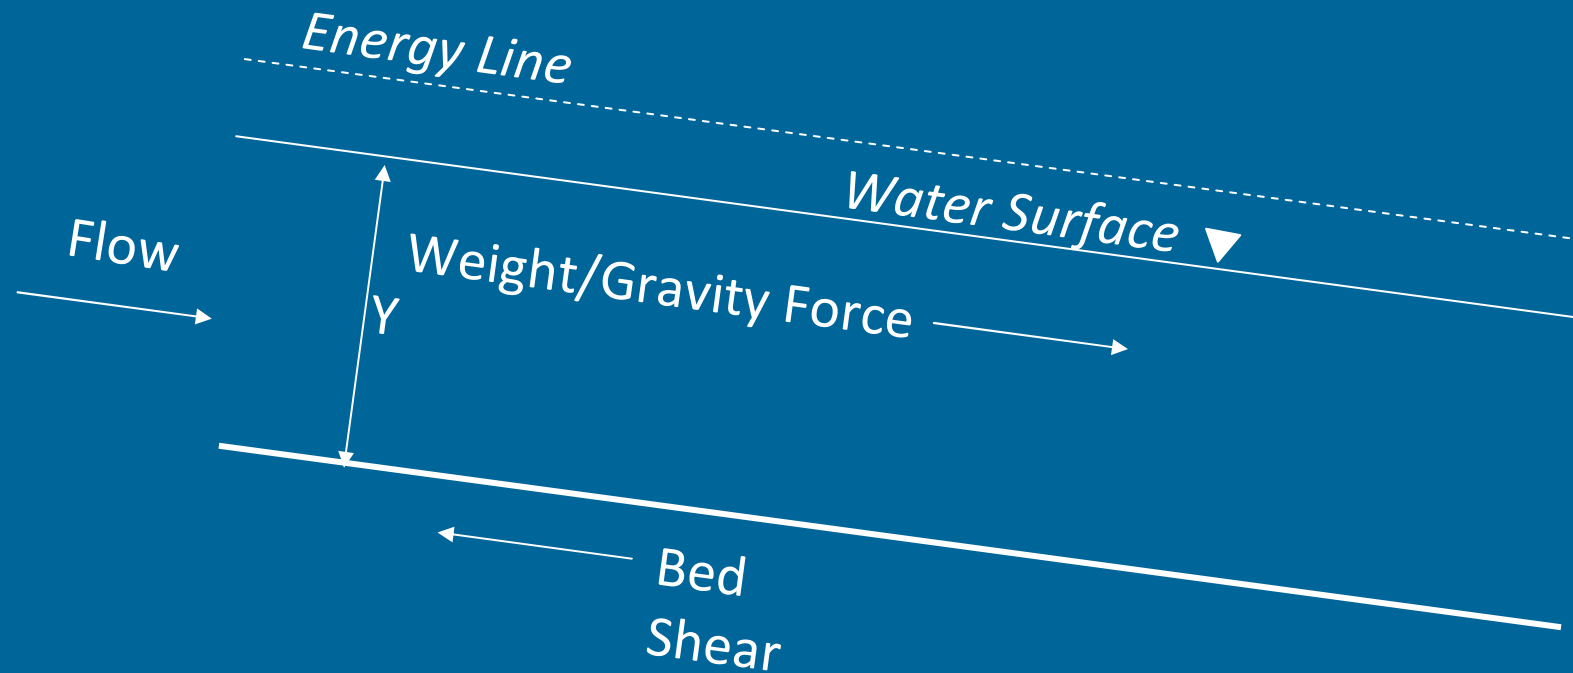 Energy Line
Water Surface
Flow
Weight/Gravity Force
Y
Bed
Shear